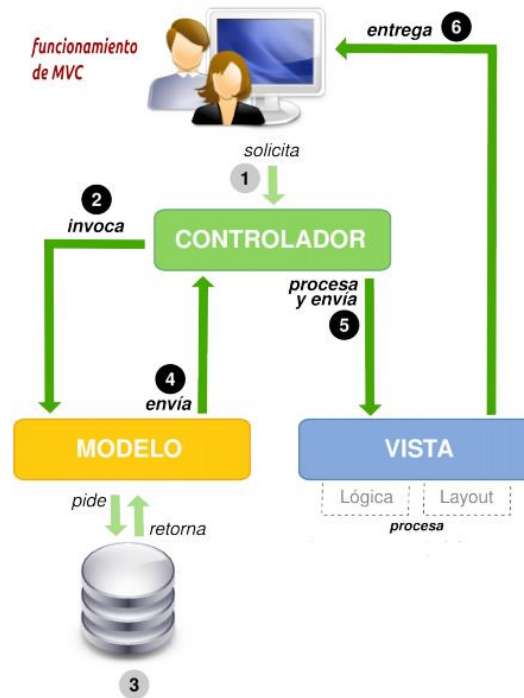 funcionamiento
de MVC
entrega 6
solicita
1
2
invoca
CONTROLADOR
procesa
y envía
5
4
envía
MODELO
VISTA
Lógica
Layout
procesa
pide
retorna
3